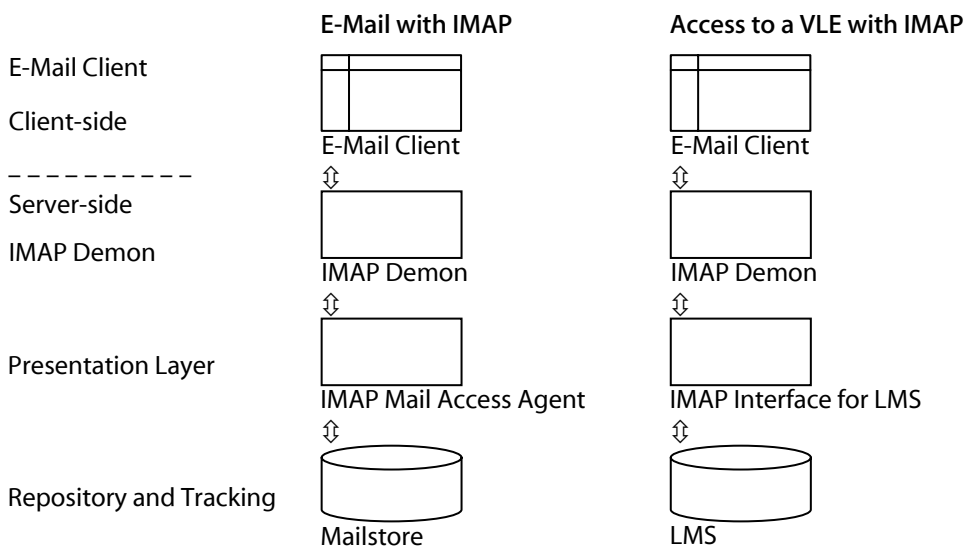 E-Mail with IMAP Access to a VLE with IMAP
E-Mail Client
Client-side
E-Mail Client E-Mail Client
– – – – – – – – – –
Server-side
IMAP Demon
IMAP Demon IMAP Demon
Presentation Layer
IMAP Mail Access Agent IMAP Interface for LMS
Repository and Tracking
Mailstore LMS